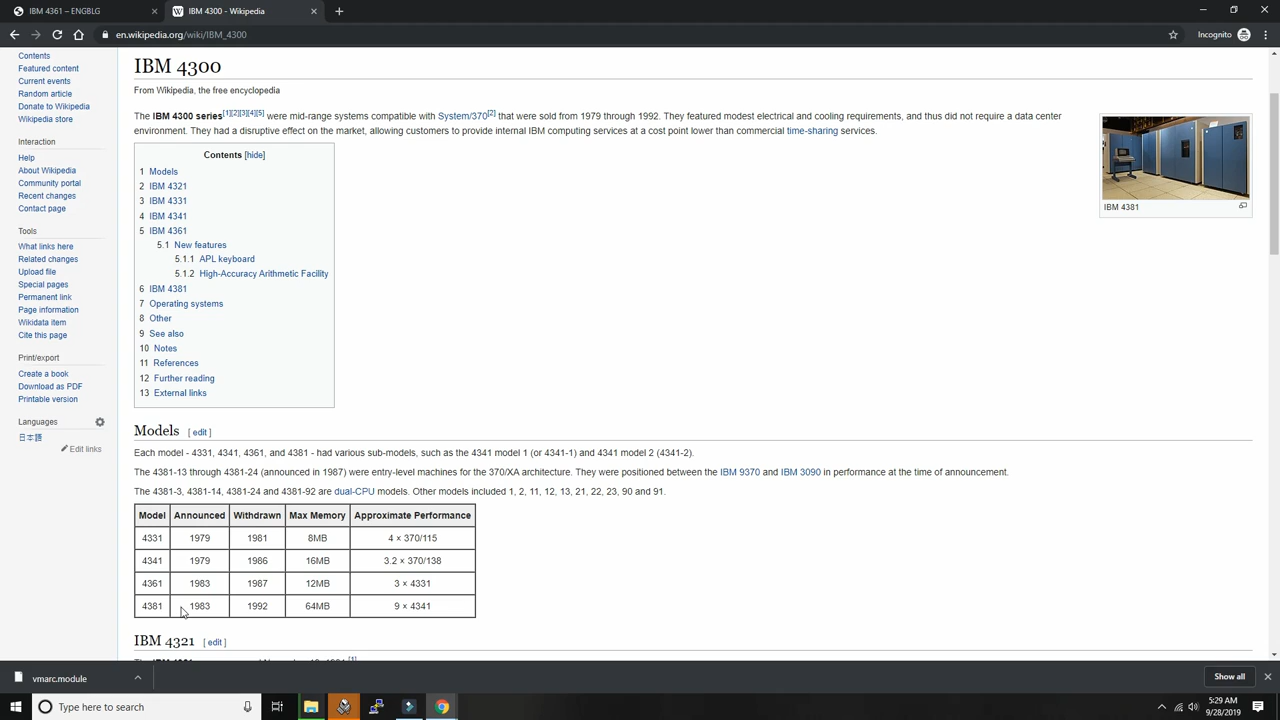 IBM 4361 – ENGBLG
IBM 4300 - Wikipedia
en.wikipedia.org/wiki/IBM_4300
Incognito
Contents
Featured content
Current events
Random article
Donate to Wikipedia
Wikipedia store
Interaction
Help
About Wikipedia
Community portal
Recent changes
Contact page
Tools
What links here
Related changes
Upload file
Special pages
Permanent link
Page information
Wikidata item
Cite this page
Print/export
Create a book
Download as PDF
Printable version
Languages
日本語
Edit links
IBM 4300
From Wikipedia, the free encyclopedia
The IBM 4300 series[1][2][3][4][5] were mid-range systems compatible with System/370[2] that were sold from 1979 through 1992. They featured modest electrical and cooling requirements, and thus did not require a data center
environment. They had a disruptive effect on the market, allowing customers to provide internal IBM computing services at a cost point lower than commercial time-sharing services.
IBM 4381
Contents [hide]
1 Models
2 IBM 4321
3 IBM 4331
4 IBM 4341
5 IBM 4361
5.1 New features
5.1.1 APL keyboard
5.1.2 High-Accuracy Arithmetic Facility
6 IBM 4381
7 Operating systems
8 Other
9 See also
10 Notes
11 References
12 Further reading
13 External links
Models [ edit ]
Each model - 4331, 4341, 4361, and 4381 - had various sub-models, such as the 4341 model 1 (or 4341-1) and 4341 model 2 (4341-2).
The 4381-13 through 4381-24 (announced in 1987) were entry-level machines for the 370/XA architecture. They were positioned between the IBM 9370 and IBM 3090 in performance at the time of announcement.
The 4381-3, 4381-14, 4381-24 and 4381-92 are dual-CPU models. Other models included 1, 2, 11, 12, 13, 21, 22, 23, 90 and 91.
Model Announced Withdrawn Max Memory Approximate Performance
4331 1979 1981 8MB 4 × 370/115
4341 1979 1986 16MB 3.2 × 370/138
4361 1983 1987 12MB 3 × 4331
4381 1983 1992 64MB 9 × 4341
IBM 4321 [ edit ]
vmarc.module
Show all
Type here to search
5:29 AM
9/28/2019